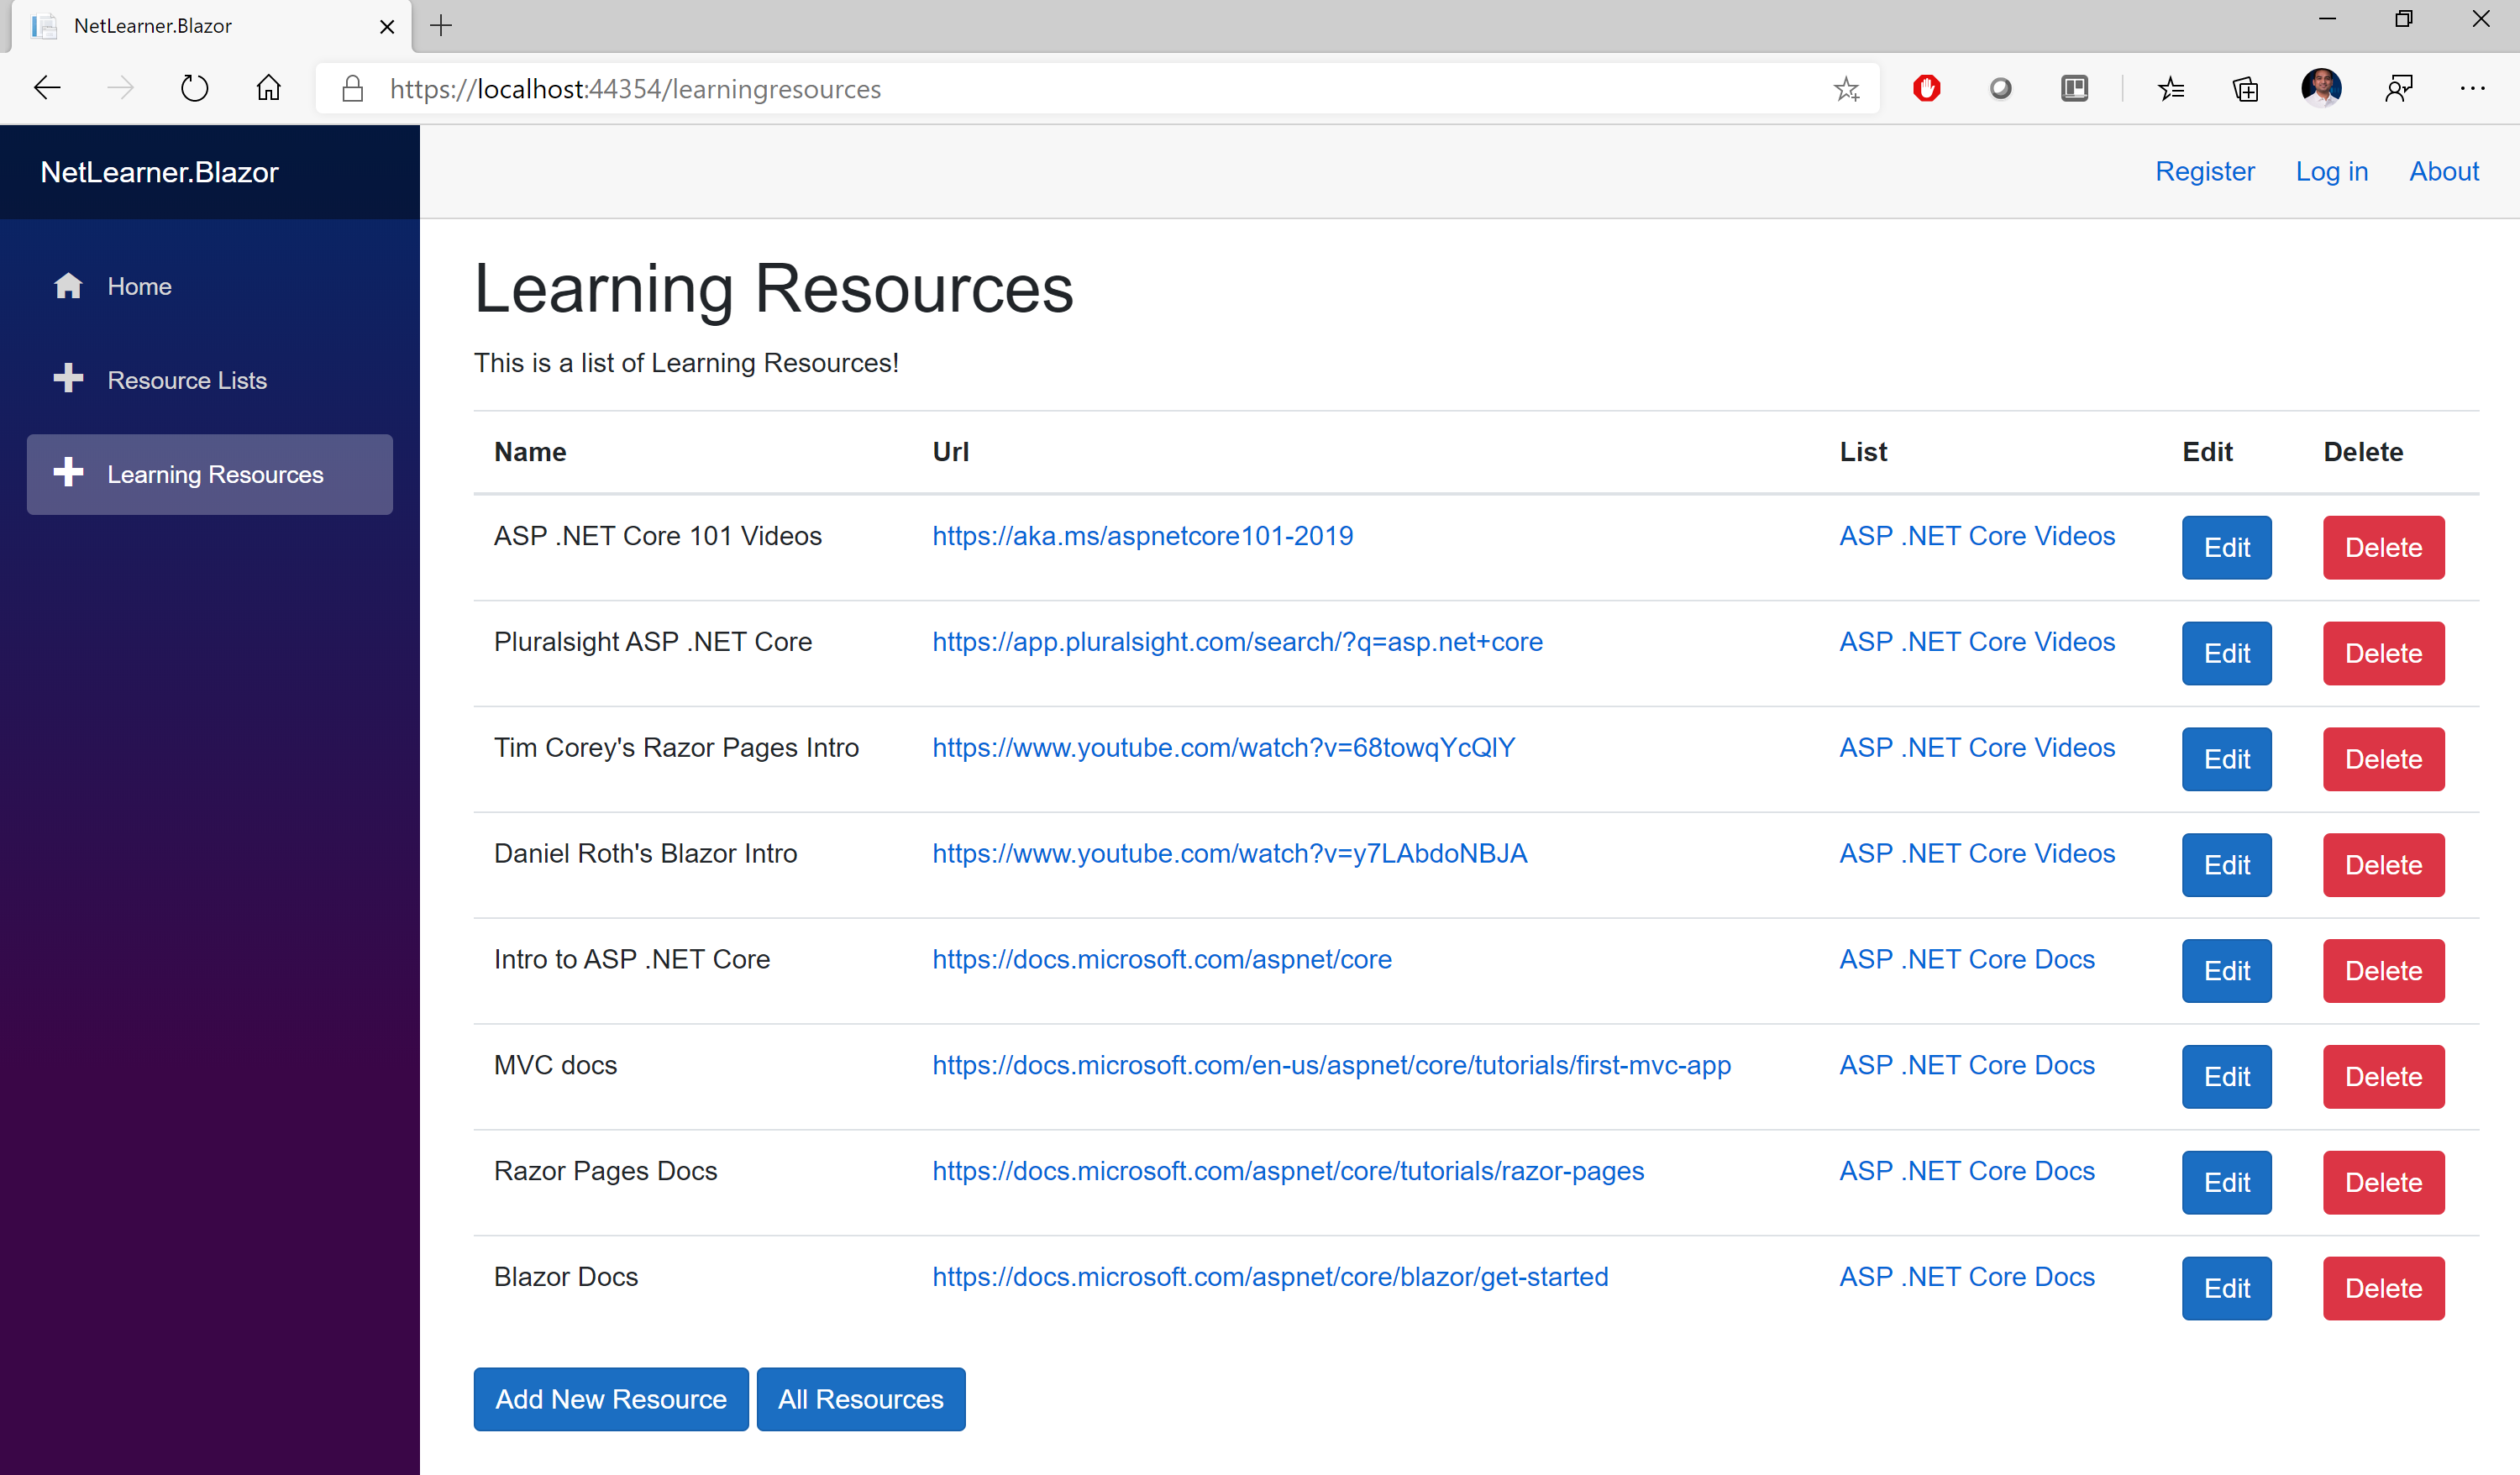 NetLearner.Blazor
https://localhost:44354/learningresources
NetLearner.Blazor
Register Log in About
Home
Resource Lists
Learning Resources
Learning Resources
This is a list of Learning Resources!
Name Url List Edit Delete
ASP .NET Core 101 Videos https://aka.ms/aspnetcore101-2019 ASP .NET Core Videos Edit Delete
Pluralsight ASP .NET Core https://app.pluralsight.com/search/?q=asp.net+core ASP .NET Core Videos Edit Delete
Tim Corey's Razor Pages Intro https://www.youtube.com/watch?v=68towqYcQlY ASP .NET Core Videos Edit Delete
Daniel Roth's Blazor Intro https://www.youtube.com/watch?v=y7LAbdoNBJA ASP .NET Core Videos Edit Delete
Intro to ASP .NET Core https://docs.microsoft.com/aspnet/core ASP .NET Core Docs Edit Delete
MVC docs https://docs.microsoft.com/en-us/aspnet/core/tutorials/first-mvc-app ASP .NET Core Docs Edit Delete
Razor Pages Docs https://docs.microsoft.com/aspnet/core/tutorials/razor-pages ASP .NET Core Docs Edit Delete
Blazor Docs https://docs.microsoft.com/aspnet/core/blazor/get-started ASP .NET Core Docs Edit Delete
Add New Resource All Resources